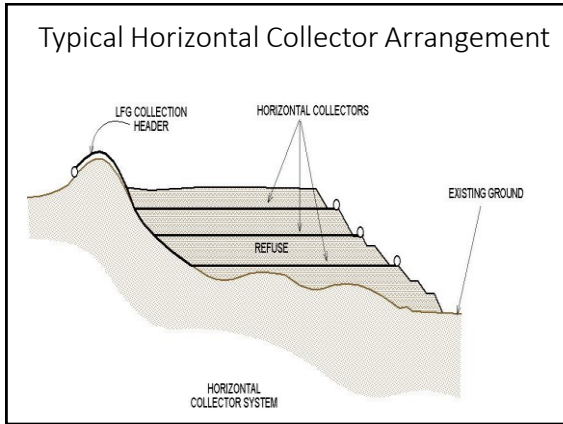 Typical Horizontal Collector Arrangement
LFG COLLECTION
HEADER
HORIZONTAL COLLECTORS
EXISTING GROUND
REFUSE
HORIZONTAL
COLLECTOR SYSTEM